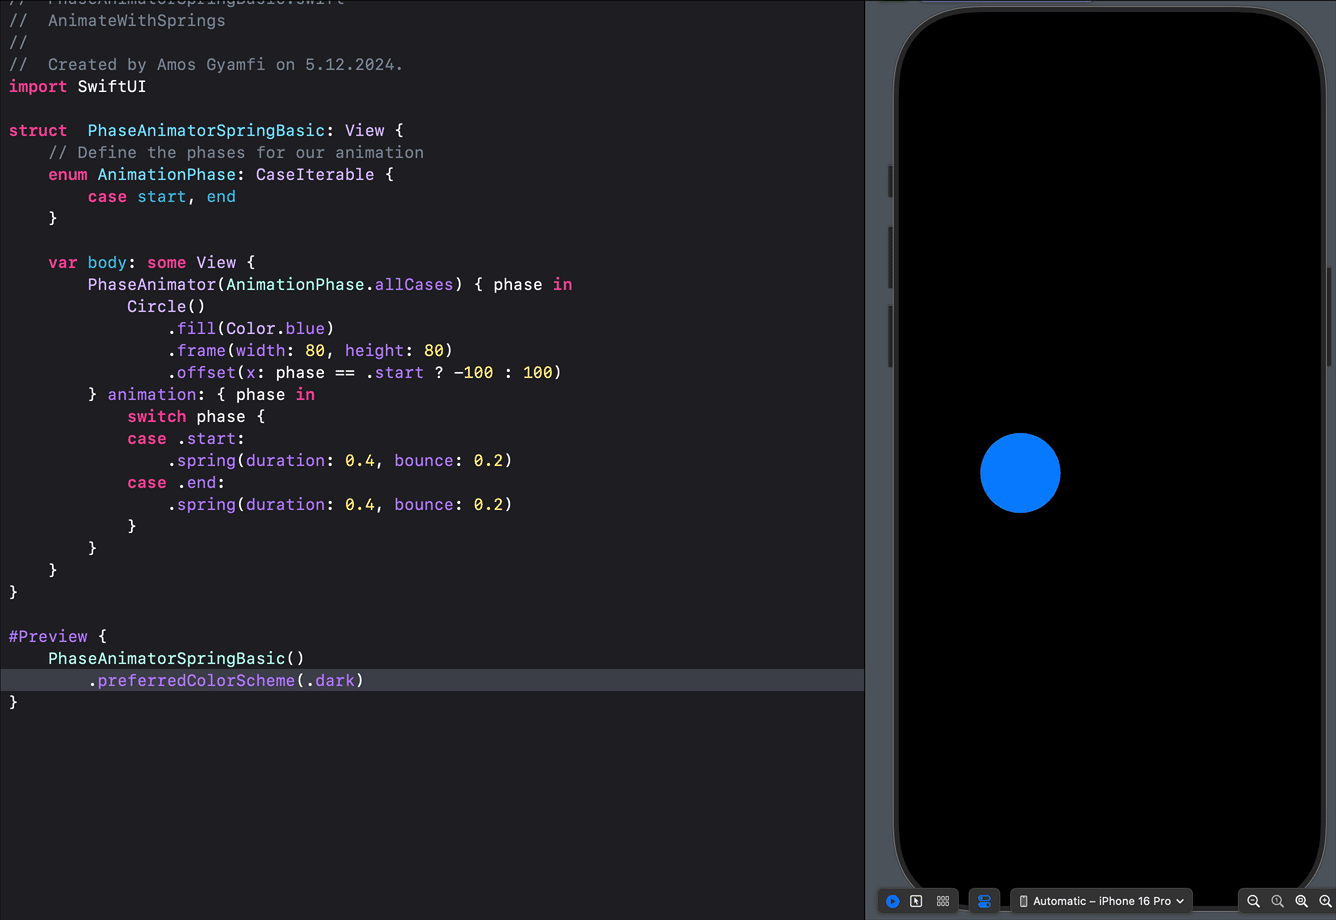 //  PhaseAnimatorSpringBasic.swift
//  AnimateWithSprings
//
//  Created by Amos Gyamfi on 5.12.2024.
import SwiftUI
struct  PhaseAnimatorSpringBasic: View {
    // Define the phases for our animation
    enum AnimationPhase: CaseIterable {
        case start, end
    }
    var body: some View {
        PhaseAnimator(AnimationPhase.allCases) { phase in
            Circle()
                .fill(Color.blue)
                .frame(width: 80, height: 80)
                .offset(x: phase == .start ? -100 : 100)
        } animation: { phase in
            switch phase {
            case .start:
                .spring(duration: 0.4, bounce: 0.2)
            case .end:
                .spring(duration: 0.4, bounce: 0.2)
            }
        }
    }
}
#Preview {
    PhaseAnimatorSpringBasic()
        .preferredColorScheme(.dark)
}
Automatic – iPhone 16 Pro